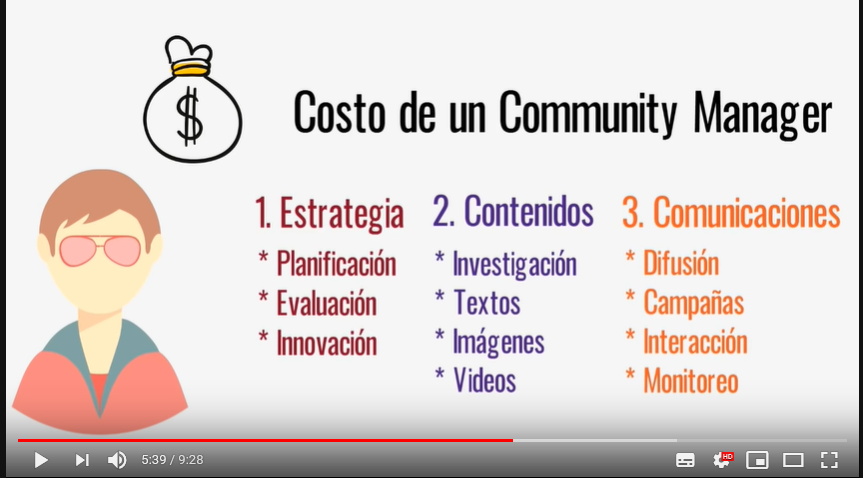 $
Costo de un Community Manager
1. Estrategia
* Planificación
* Evaluación
* Innovación
2. Contenidos
* Investigación
* Textos
* Imágenes
* Videos
3. Comunicaciones
* Difusión
* Campañas
* Interacción
* Monitoreo
5:39 / 9:28
HD